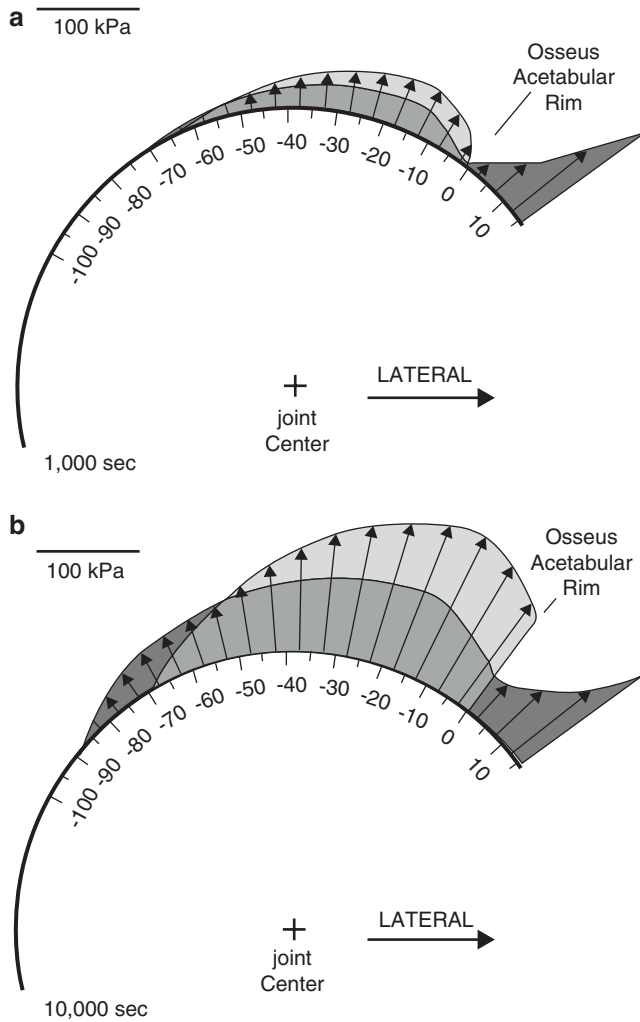 a
100 kPa
Osseus
Acetabular
Rim
-100
-90
-80
-70
-60
-50
-40
-30
-20
-10
0
10
LATERAL
joint
Center
1,000 sec
b
100 kPa
Osseus
Acetabular
Rim
-100
-90
-80
-70
-60
-50
-40
-30
-20
-10
0
10
LATERAL
joint
Center
10,000 sec